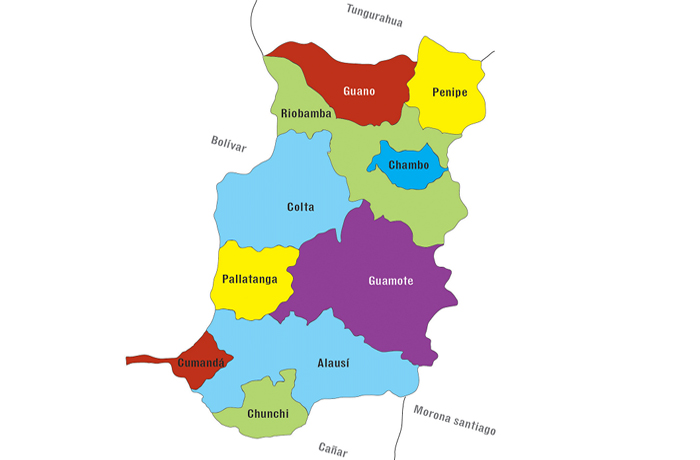 Tungurahua
Guano
Penipe
Riobamba
Bolívar
Chambo
Colta
Pallatanga
Guamote
Cumandá
Alausí
Chunchi
Morona santiago
Cañar